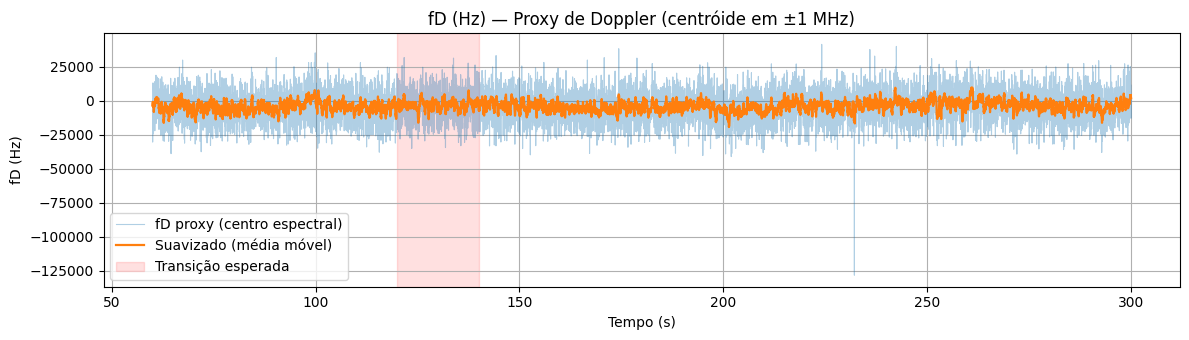 fD (Hz) — Proxy de Doppler (centróide em ±1 MHz)
fD (Hz)
25000
0
−25000
−50000
−75000
−100000
−125000
fD proxy (centro espectral)
Suavizado (média móvel)
Transição esperada
50 100 150 200 250 300
Tempo (s)